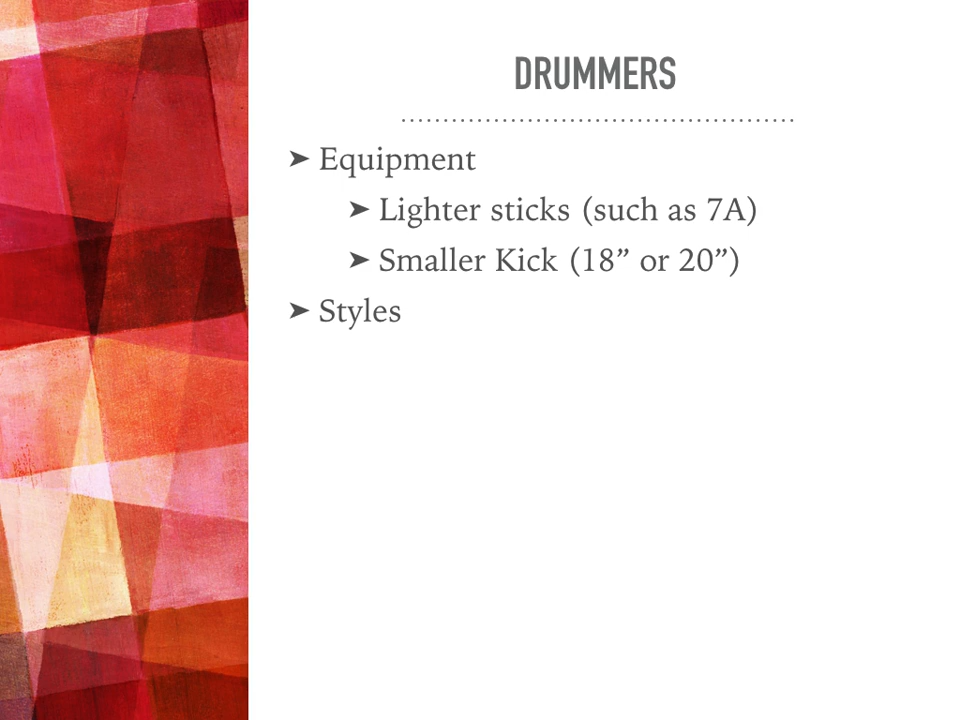 DRUMMERS
➤ Equipment
➤ Lighter sticks (such as 7A)
➤ Smaller Kick (18” or 20”)
➤ Styles